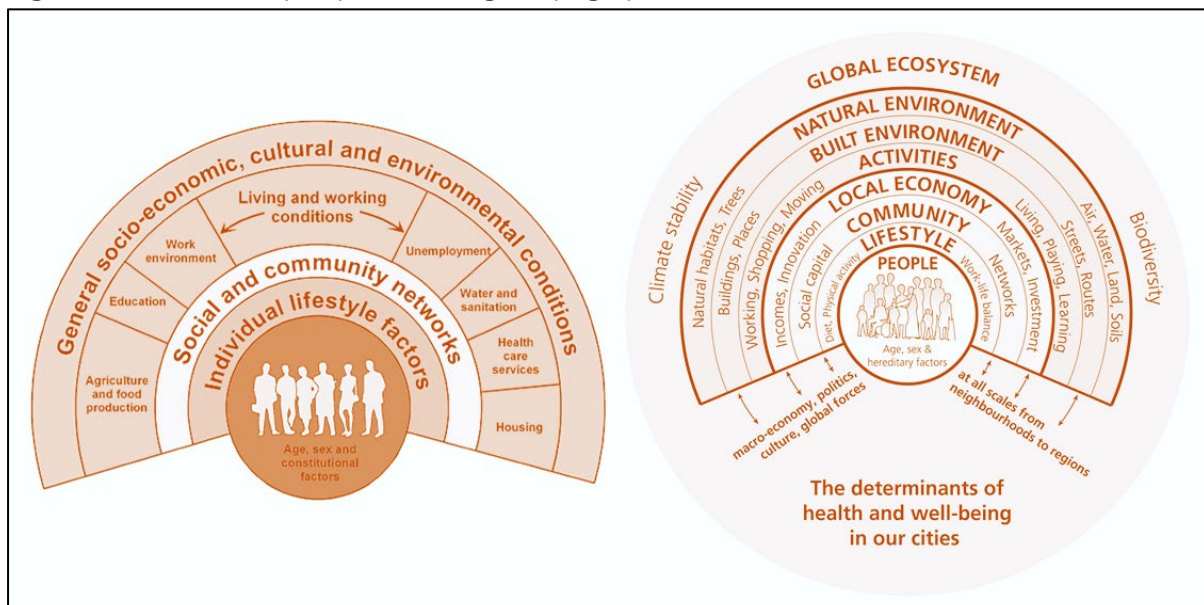 General socio-economic, cultural and environmental conditions
Living and working
conditions
Work
environment
Unemployment
Education
Water and
sanitation
Agriculture
and food
production
Health
care
services
Housing
Social and community networks
Individual lifestyle factors
Age, sex and
constitutional
factors
GLOBAL ECOSYSTEM
NATURAL ENVIRONMENT
BUILT ENVIRONMENT
ACTIVITIES
LOCAL ECONOMY
COMMUNITY
LIFESTYLE
PEOPLE
Climate stability
Natural habitats, Trees
Buildings, Places
Working, Shopping, Moving
Incomes, Innovation
Social capital
Diet, Physical activity
Work-life balance
Networks
Markets, Investment
Living, Playing, Learning
Streets, Routes
Air, Water, Land, Soils
Biodiversity
Age, sex &
hereditary factors
macro-economy, politics,
culture, global forces
at all scales from
neighbourhoods to regions
The determinants of
health and well-being
in our cities